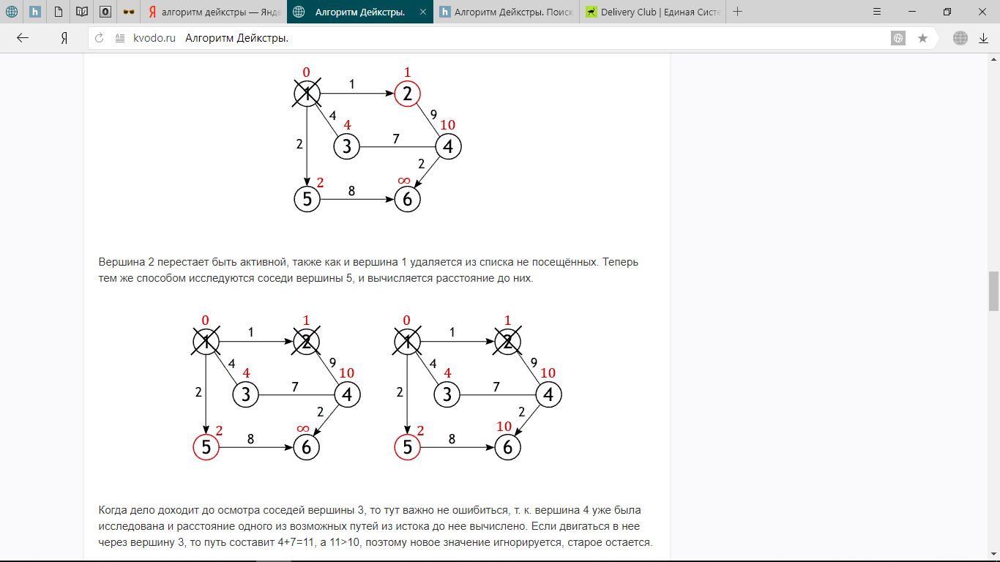 алгоритм дейкстры — Янде
Алгоритм Дейкстры.
Алгоритм Дейкстры. Поиск
Delivery Club | Единая Систе
kvodo.ru Алгоритм Дейкстры.
0 1
1 1 2
4 4 9 10
2 3 7 4
2 ∞ 2
5 8 6
Вершина 2 перестает быть активной, также как и вершина 1 удаляется из списка не посещённых. Теперь
тем же способом исследуются соседи вершины 5, и вычисляется расстояние до них.
0 1 0 1
1 1 2 1 1 2
4 4 9 10 4 4 9 10
2 3 7 4 2 3 7 4
2 ∞ 2 2 10 2
5 8 6 5 8 6
Когда дело доходит до осмотра соседей вершины 3, то тут важно не ошибиться, т. к. вершина 4 уже была
исследована и расстояние одного из возможных путей из истока до нее вычислено. Если двигаться в нее
через вершину 3, то путь составит 4+7=11, а 11>10, поэтому новое значение игнорируется, старое остается.